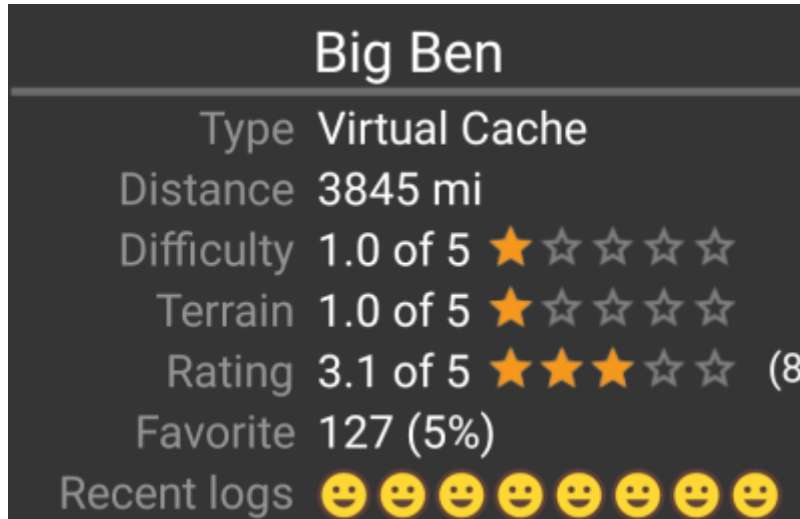 Big Ben
Type Virtual Cache
Distance 3845 mi
Difficulty 1.0 of 5
Terrain 1.0 of 5
Rating 3.1 of 5 (8
Favorite 127 (5%)
Recent logs